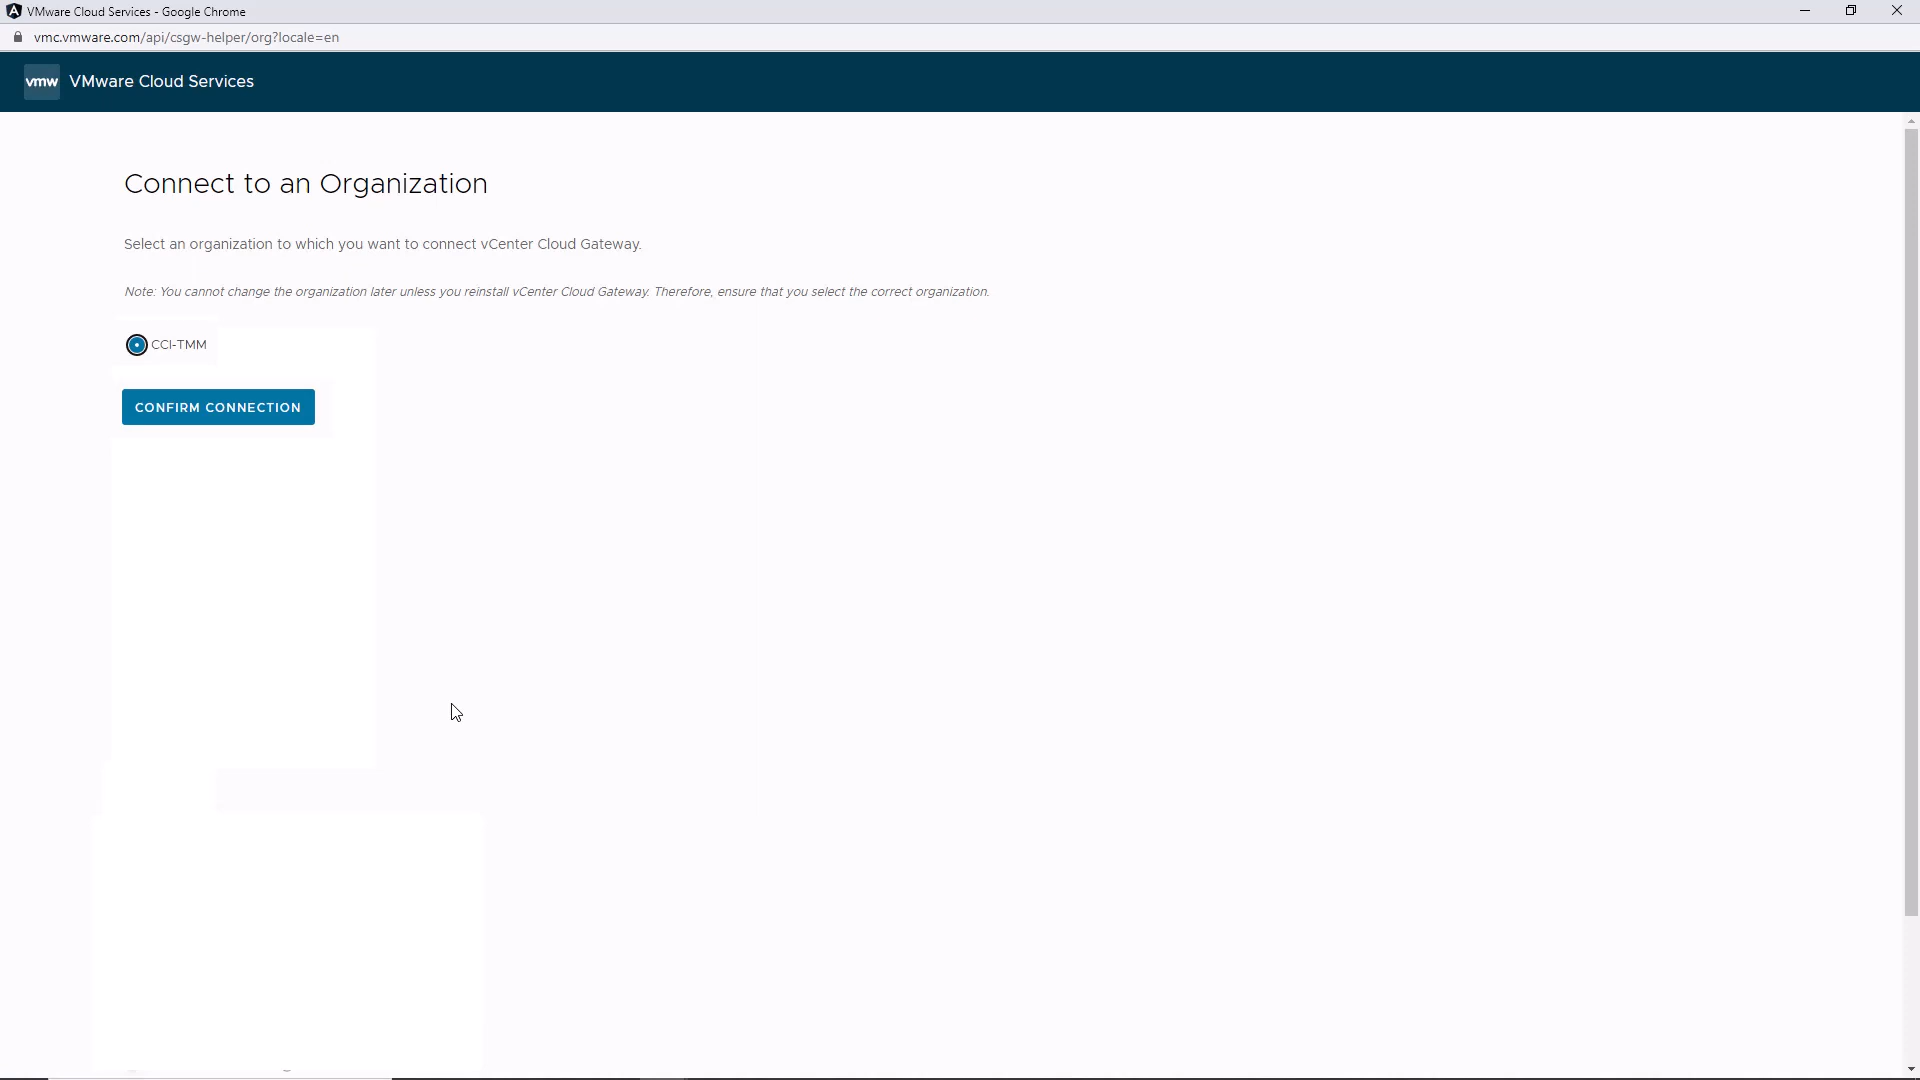 VMware Cloud Services - Google Chrome
vmc.vmware.com/api/csgw-helper/org?locale=en
vmw VMware Cloud Services
Connect to an Organization
Select an organization to which you want to connect vCenter Cloud Gateway.
Note: You cannot change the organization later unless you reinstall vCenter Cloud Gateway. Therefore, ensure that you select the correct organization.
CCI-TMM
CONFIRM CONNECTION